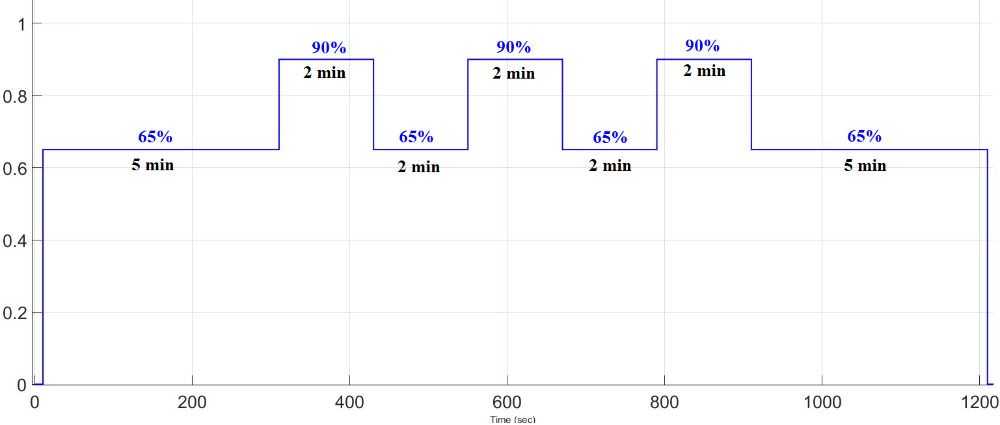 1
90% 90% 90%
2 min 2 min 2 min
0.8
65% 65% 65% 65%
5 min 2 min 2 min 5 min
0.6
0.4
0.2
0
0 200 400 600 800 1000 1200
Time (sec)